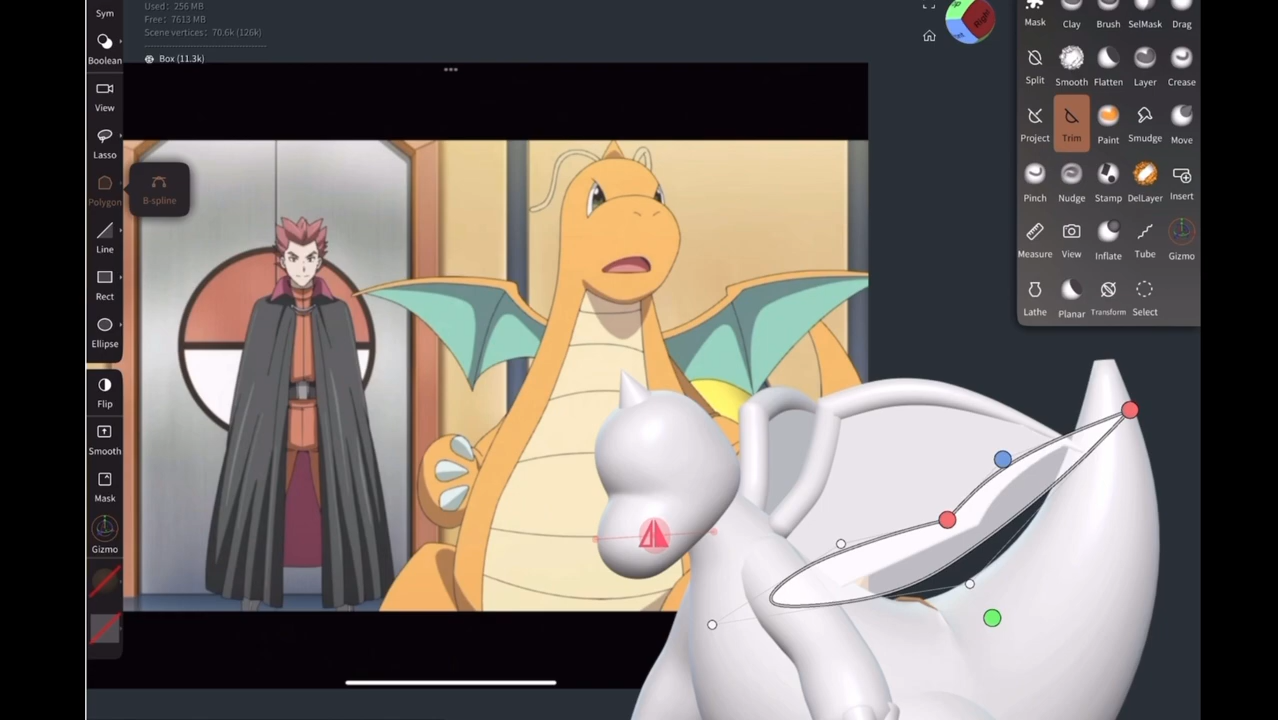 Sym
Boolean
View
Lasso
Polygon
B-spline
Line
Rect
Ellipse
Flip
Smooth
Mask
Gizmo
Used: 256 MB
Free: 7613 MB
Scene vertices: 70.6k (126k)
Box (11.3k)
Right
Mask Clay Brush SelMask Drag
Split Smooth Flatten Layer Crease
Project Trim Paint Smudge Move
Pinch Nudge Stamp DelLayer Insert
Measure View Inflate Tube Gizmo
Lathe Planar Transform Select